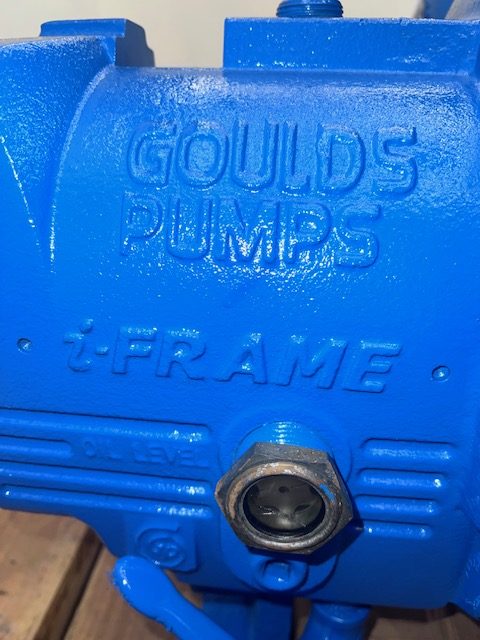 GOULDS
PUMPS
i-FRAME
OIL LEVEL